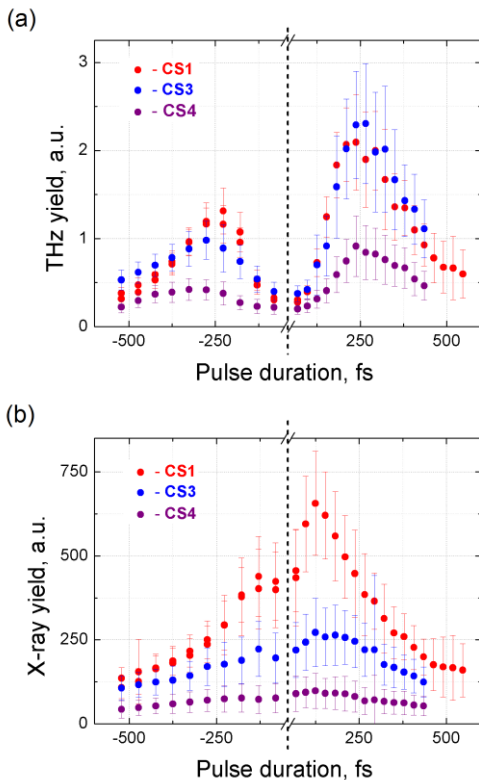 (a)
3
2
1
0
THz yield, a.u.
- CS1
- CS3
- CS4
-500 -250 250 500
Pulse duration, fs
(b)
750
500
250
0
X-ray yield, a.u.
- CS1
- CS3
- CS4
-500 -250 250 500
Pulse duration, fs